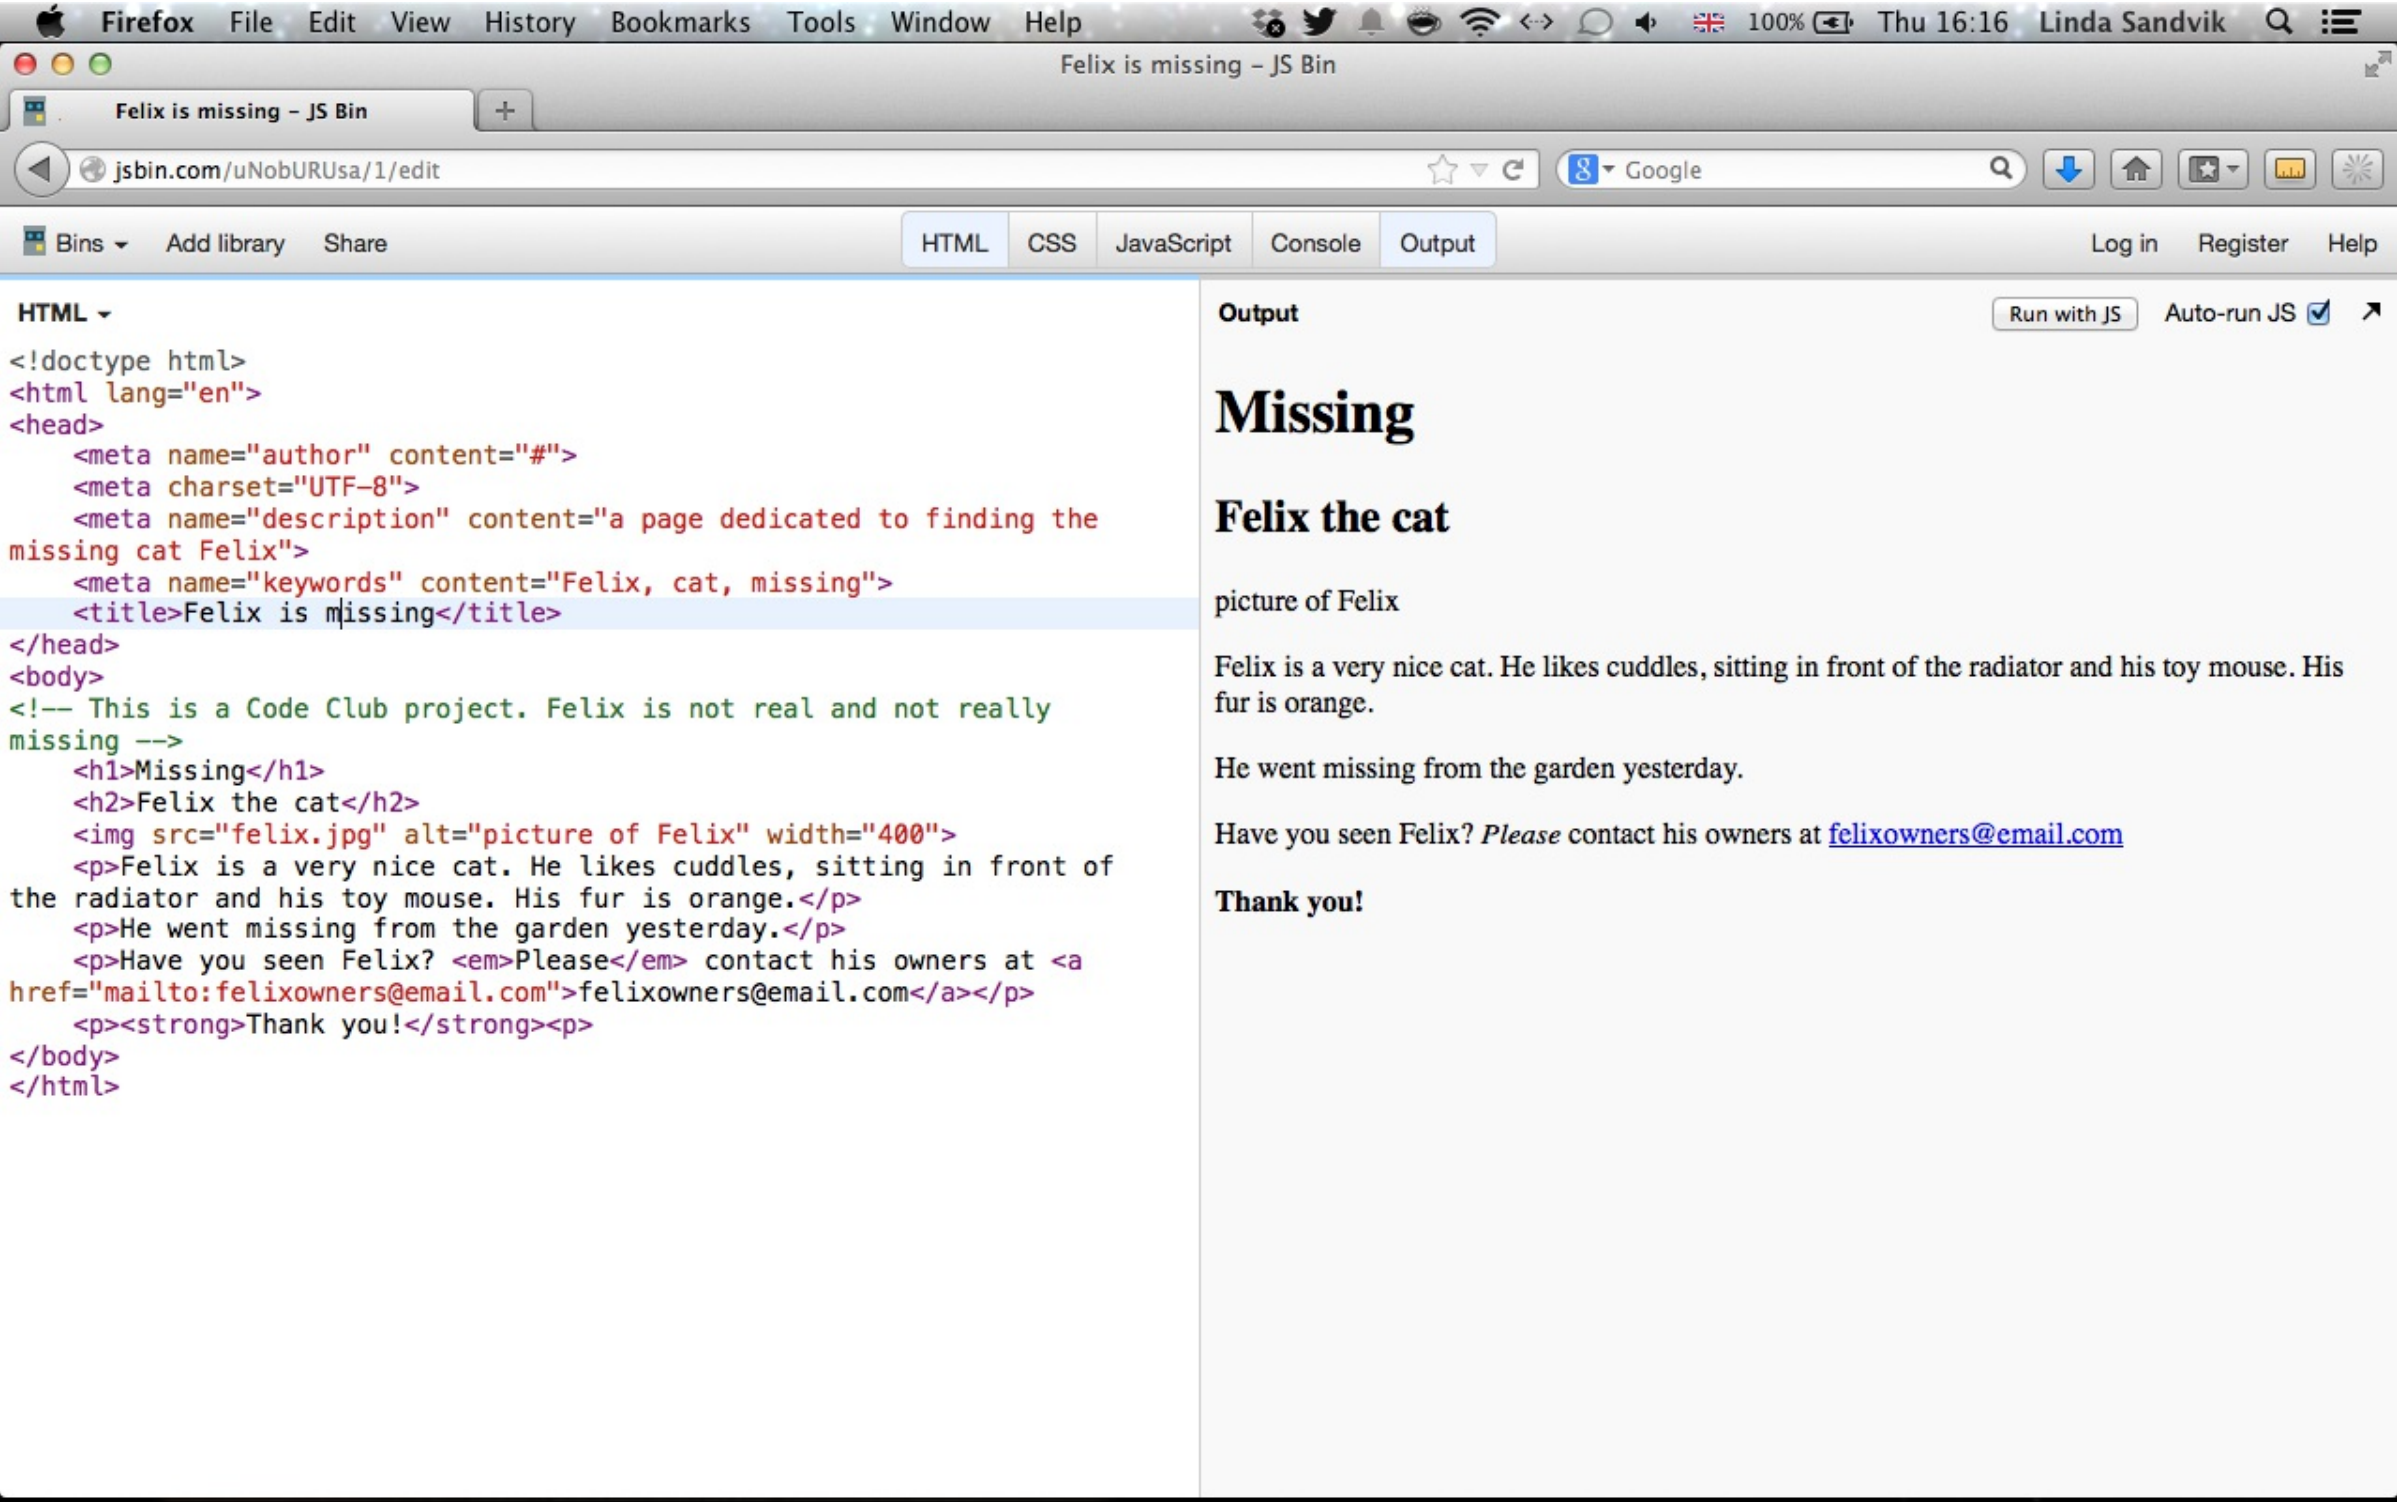 Firefox File Edit View History Bookmarks Tools Window Help 100% Thu 16:16 Linda Sandvik
Felix is missing – JS Bin
Felix is missing – JS Bin
jsbin.com/uNobURUsa/1/edit Google
Bins Add library Share HTML CSS JavaScript Console Output Log in Register Help
HTML
<!doctype html>
<html lang="en">
<head>
    <meta name="author" content="#">
    <meta charset="UTF-8">
    <meta name="description" content="a page dedicated to finding the
missing cat Felix">
    <meta name="keywords" content="Felix, cat, missing">
    <title>Felix is missing</title>
</head>
<body>
<!-- This is a Code Club project. Felix is not real and not really
missing -->
    <h1>Missing</h1>
    <h2>Felix the cat</h2>
    <img src="felix.jpg" alt="picture of Felix" width="400">
    <p>Felix is a very nice cat. He likes cuddles, sitting in front of
the radiator and his toy mouse. His fur is orange.</p>
    <p>He went missing from the garden yesterday.</p>
    <p>Have you seen Felix? <em>Please</em> contact his owners at <a
href="mailto:felixowners@email.com">felixowners@email.com</a></p>
    <p><strong>Thank you!</strong><p>
</body>
</html>
Output Run with JS Auto-run JS
Missing
Felix the cat
picture of Felix
Felix is a very nice cat. He likes cuddles, sitting in front of the radiator and his toy mouse. His
fur is orange.
He went missing from the garden yesterday.
Have you seen Felix? Please contact his owners at felixowners@email.com
Thank you!